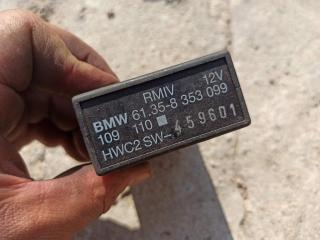 RMIV 12V
BMW 61.35-8 353 099
109 110
HWC2 SW- 459601